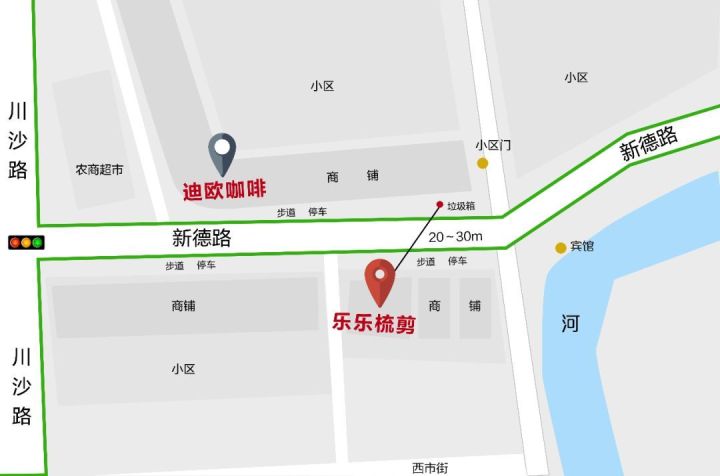 小区
小区
川沙路
农商超市
迪欧咖啡
商 铺
小区门
新德路
步道 停车
垃圾箱
新德路
20~30m
宾馆
步道 停车
步道 停车
商铺
乐乐梳剪
商 铺
河
川沙路
小区
西市街